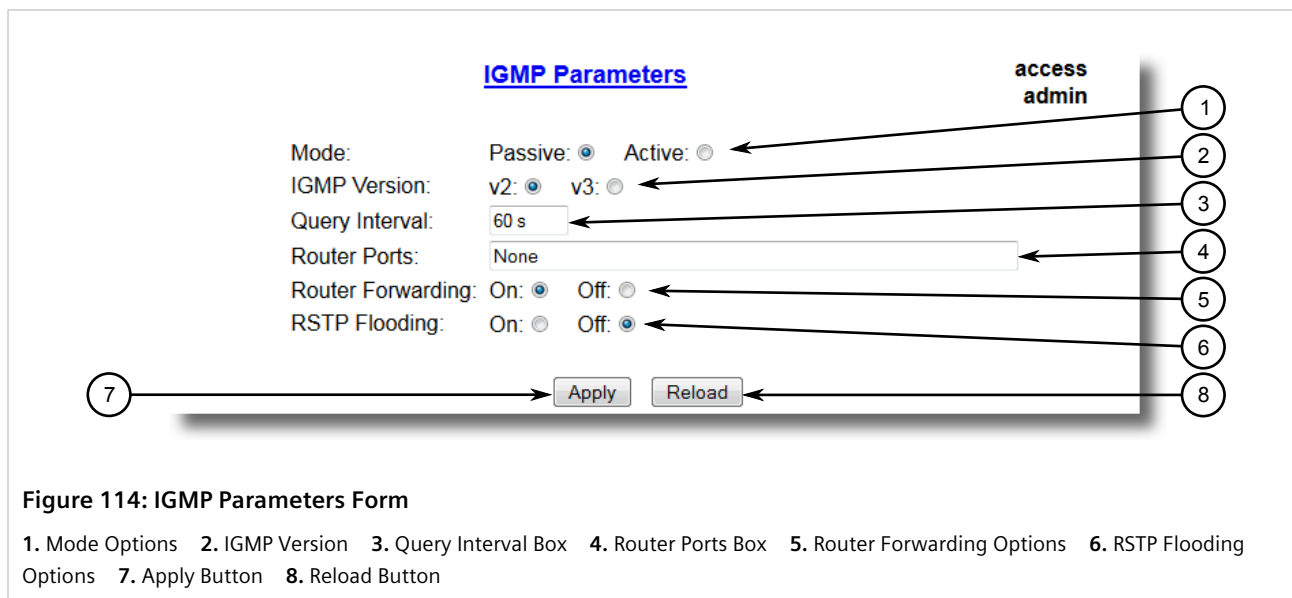 IGMP Parameters
access
admin
1
Mode: Passive: Active:
2
IGMP Version: v2: v3:
3
Query Interval: 60 s
4
Router Ports: None
Router Forwarding: On: Off:
5
RSTP Flooding: On: Off:
6
7
Apply Reload
8
Figure 114: IGMP Parameters Form
1. Mode Options 2. IGMP Version 3. Query Interval Box 4. Router Ports Box 5. Router Forwarding Options 6. RSTP Flooding
Options 7. Apply Button 8. Reload Button